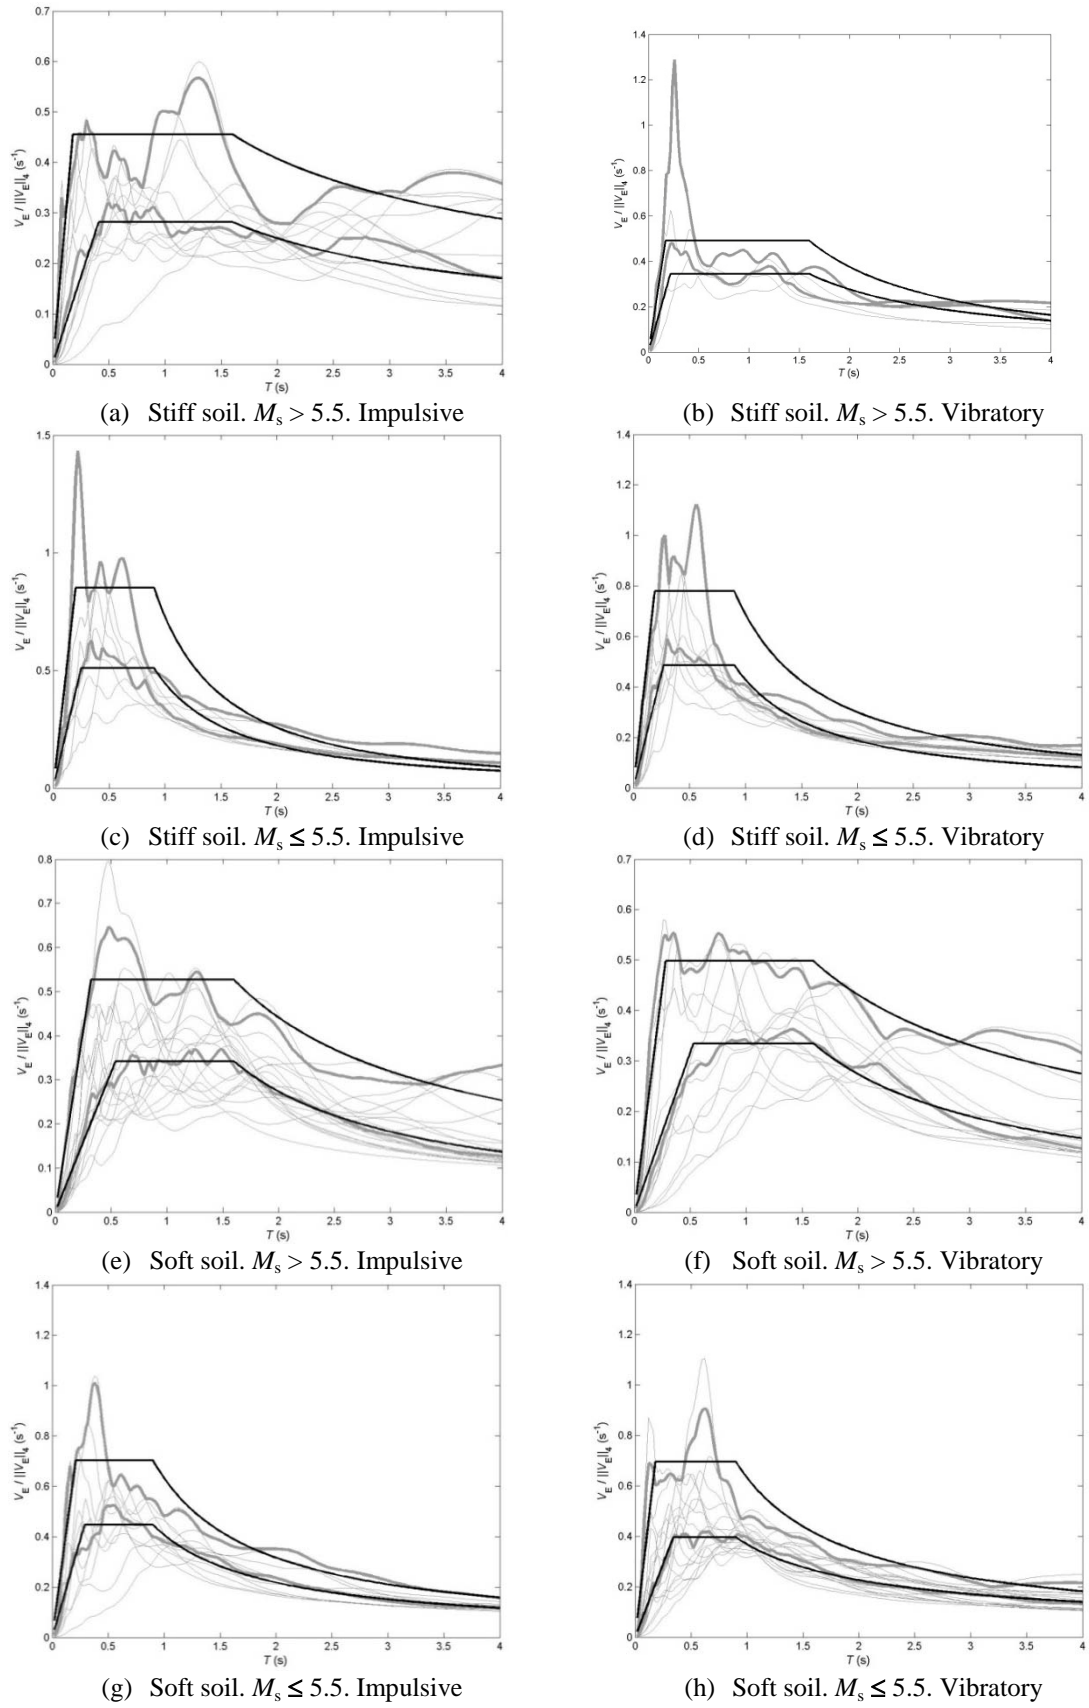 0.7
0.6
0.5
0.4
0.3
0.2
0.1
0
V_E / ||V_E||_4 (s⁻¹)
0 0.5 1 1.5 2 2.5 3 3.5 4
T (s)
(a) Stiff soil. Mₛ > 5.5. Impulsive
1.4
1.2
1
0.8
0.6
0.4
0.2
0
V_E / ||V_E||_4 (s⁻¹)
0 0.5 1 1.5 2 2.5 3 3.5 4
T (s)
(b) Stiff soil. Mₛ > 5.5. Vibratory
1.5
1
0.5
0
V_E / ||V_E||_4 (s⁻¹)
0 0.5 1 1.5 2 2.5 3 3.5 4
T (s)
(c) Stiff soil. Mₛ ≤ 5.5. Impulsive
1.4
1.2
1
0.8
0.6
0.4
0.2
0
V_E / ||V_E||_4 (s⁻¹)
0 0.5 1 1.5 2 2.5 3 3.5 4
T (s)
(d) Stiff soil. Mₛ ≤ 5.5. Vibratory
0.8
0.7
0.6
0.5
0.4
0.3
0.2
0.1
0
V_E / ||V_E||_4 (s⁻¹)
0 0.5 1 1.5 2 2.5 3 3.5 4
T (s)
(e) Soft soil. Mₛ > 5.5. Impulsive
0.7
0.6
0.5
0.4
0.3
0.2
0.1
0
V_E / ||V_E||_4 (s⁻¹)
0 0.5 1 1.5 2 2.5 3 3.5 4
T (s)
(f) Soft soil. Mₛ > 5.5. Vibratory
1.4
1.2
1
0.8
0.6
0.4
0.2
0
V_E / ||V_E||_4 (s⁻¹)
0 0.5 1 1.5 2 2.5 3 3.5 4
T (s)
(g) Soft soil. Mₛ ≤ 5.5. Impulsive
1.4
1.2
1
0.8
0.6
0.4
0.2
0
V_E / ||V_E||_4 (s⁻¹)
0 0.5 1 1.5 2 2.5 3 3.5 4
T (s)
(h) Soft soil. Mₛ ≤ 5.5. Vibratory